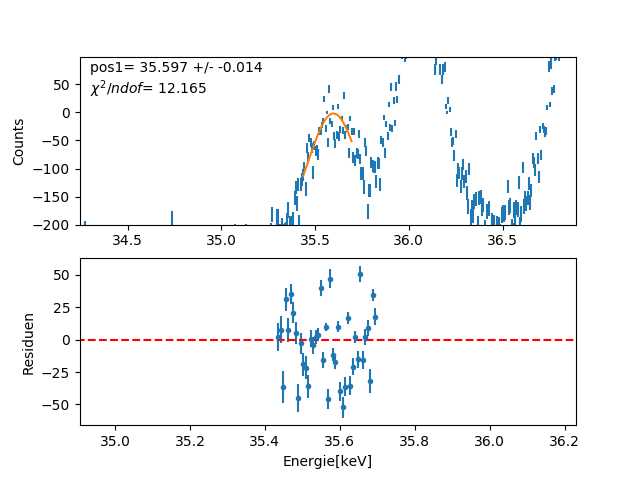 pos1= 35.597 +/- -0.014
χ²/ndof= 12.165
Counts
50
0
−50
−100
−150
−200
34.5 35.0 35.5 36.0 36.5
Residuen
50
25
0
−25
−50
35.0 35.2 35.4 35.6 35.8 36.0 36.2
Energie[keV]